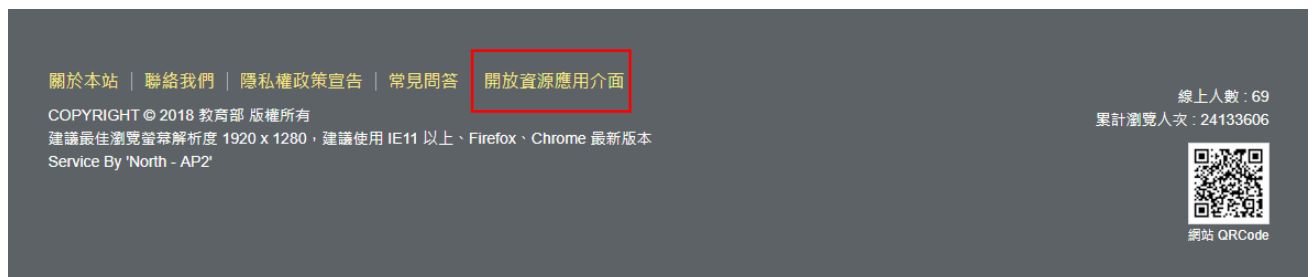 關於本站 | 聯絡我們 | 隱私權政策宣告 | 常見問答 開放資源應用介面
COPYRIGHT © 2018 教育部 版權所有
建議最佳瀏覽螢幕解析度 1920 x 1280，建議使用 IE11 以上、Firefox、Chrome 最新版本
Service By 'North - AP2'
線上人數 : 69
累計瀏覽人次 : 24133606
網站 QRCode